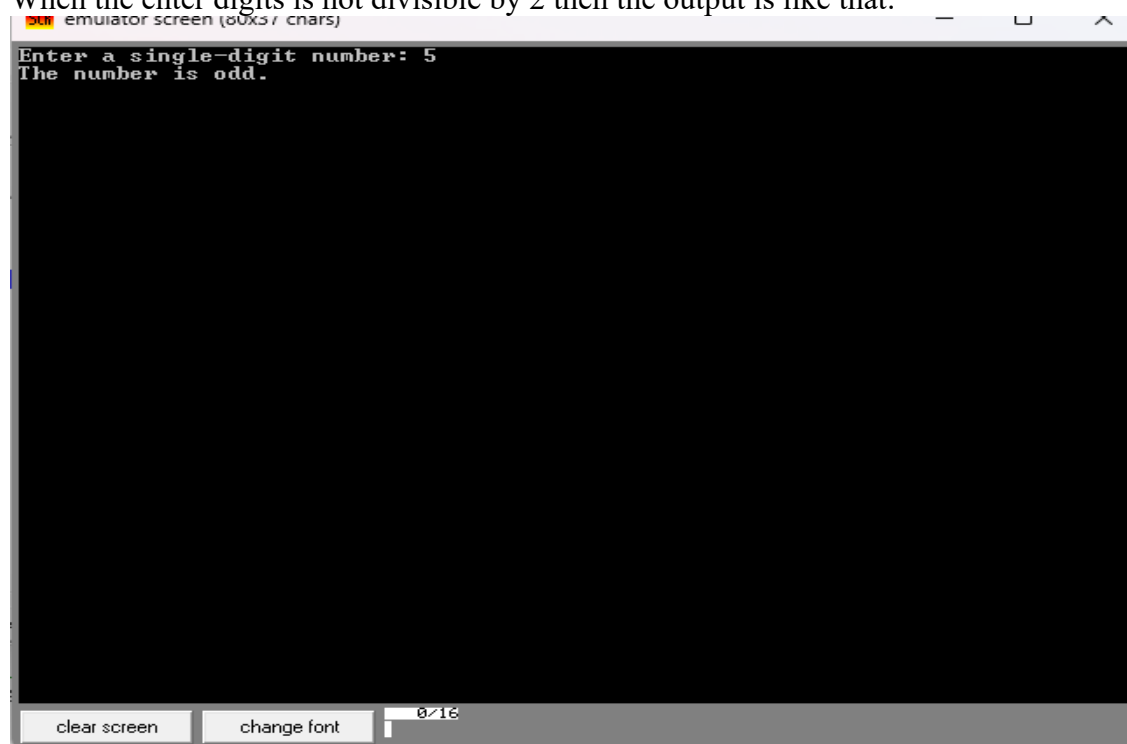 When the enter digits is not divisible by 2 then the output is like that:
SCR emulator screen (80x37 chars)
Enter a single-digit number: 5
The number is odd.
clear screen
change font
0/16